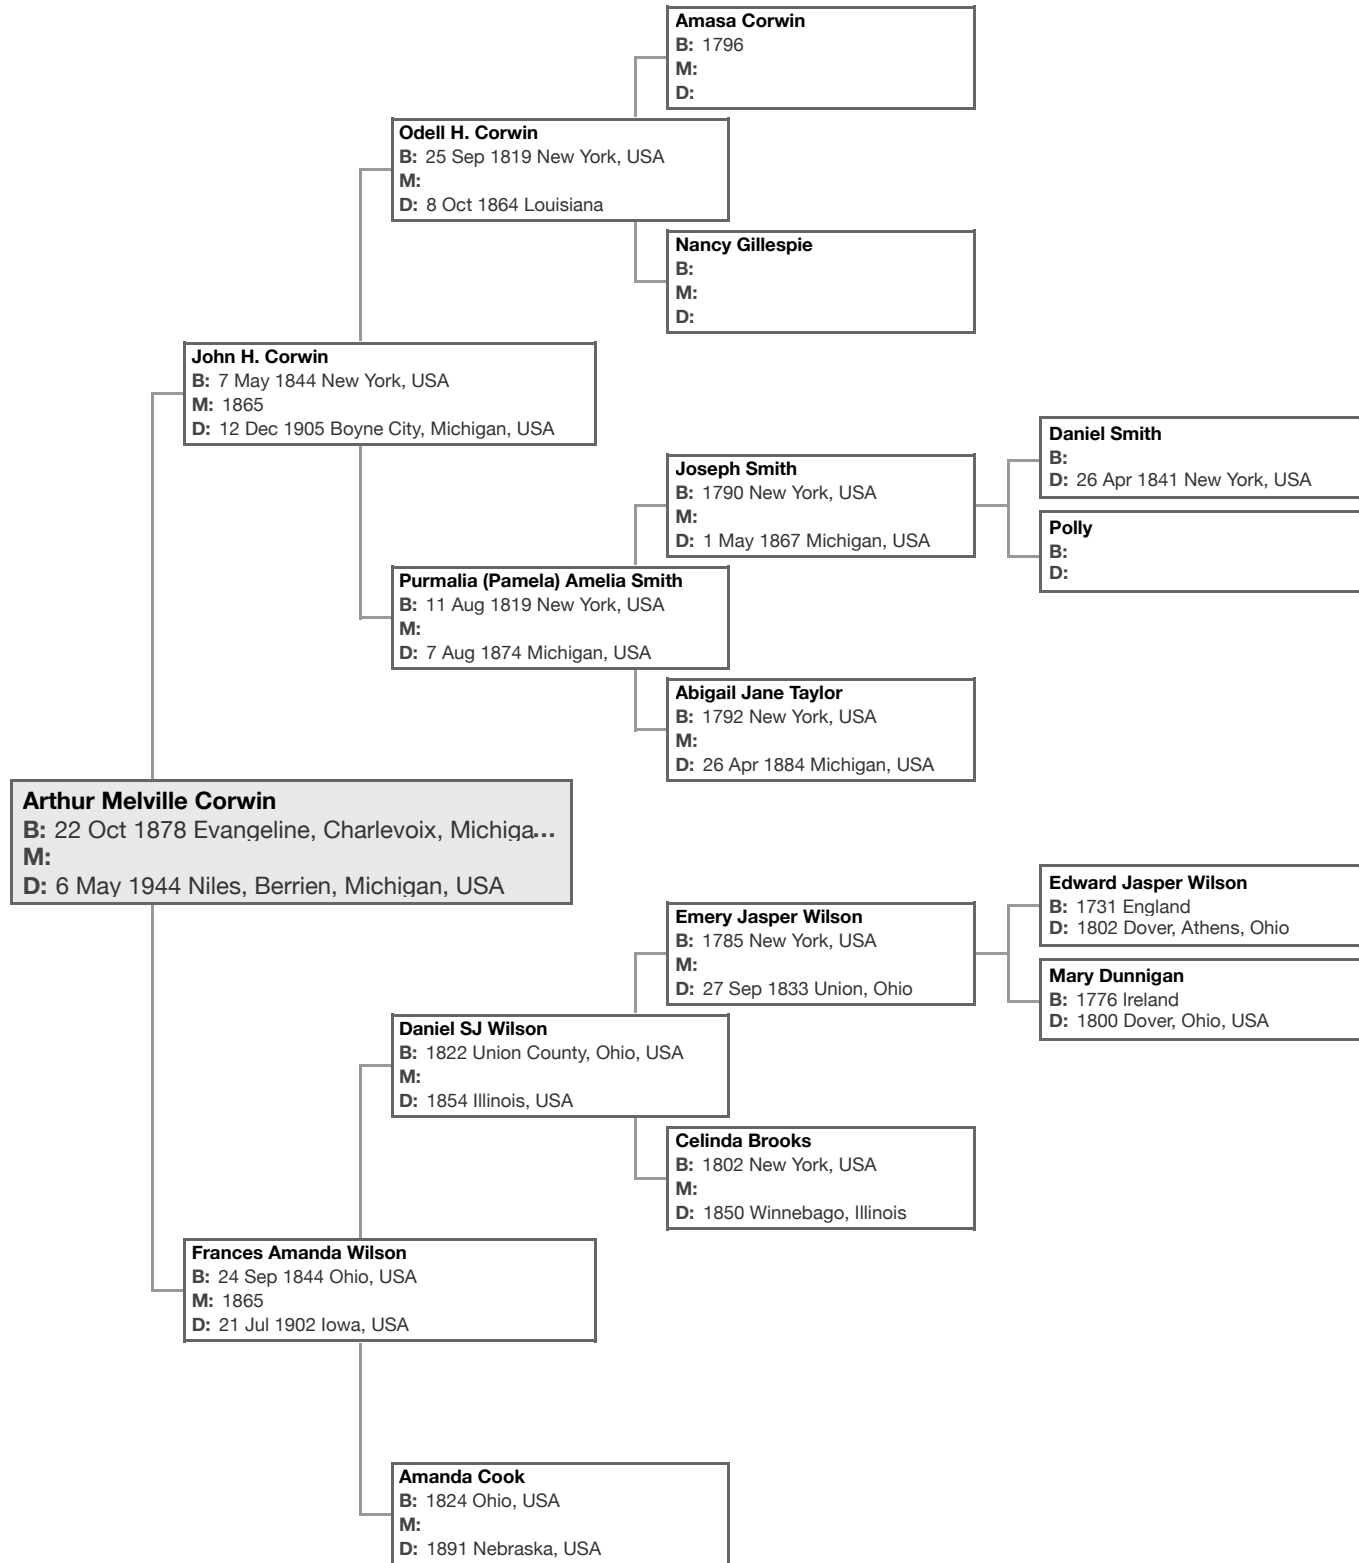 Amasa Corwin
B: 1796
M:
D:
Odell H. Corwin
B: 25 Sep 1819 New York, USA
M:
D: 8 Oct 1864 Louisiana
Nancy Gillespie
B:
M:
D:
John H. Corwin
B: 7 May 1844 New York, USA
M: 1865
D: 12 Dec 1905 Boyne City, Michigan, USA
Daniel Smith
B:
D: 26 Apr 1841 New York, USA
Joseph Smith
B: 1790 New York, USA
M:
D: 1 May 1867 Michigan, USA
Polly
B:
D:
Purmalia (Pamela) Amelia Smith
B: 11 Aug 1819 New York, USA
M:
D: 7 Aug 1874 Michigan, USA
Abigail Jane Taylor
B: 1792 New York, USA
M:
D: 26 Apr 1884 Michigan, USA
Arthur Melville Corwin
B: 22 Oct 1878 Evangeline, Charlevoix, Michiga...
M:
D: 6 May 1944 Niles, Berrien, Michigan, USA
Edward Jasper Wilson
B: 1731 England
D: 1802 Dover, Athens, Ohio
Emery Jasper Wilson
B: 1785 New York, USA
M:
D: 27 Sep 1833 Union, Ohio
Mary Dunnigan
B: 1776 Ireland
D: 1800 Dover, Ohio, USA
Daniel SJ Wilson
B: 1822 Union County, Ohio, USA
M:
D: 1854 Illinois, USA
Celinda Brooks
B: 1802 New York, USA
M:
D: 1850 Winnebago, Illinois
Frances Amanda Wilson
B: 24 Sep 1844 Ohio, USA
M: 1865
D: 21 Jul 1902 Iowa, USA
Amanda Cook
B: 1824 Ohio, USA
M:
D: 1891 Nebraska, USA